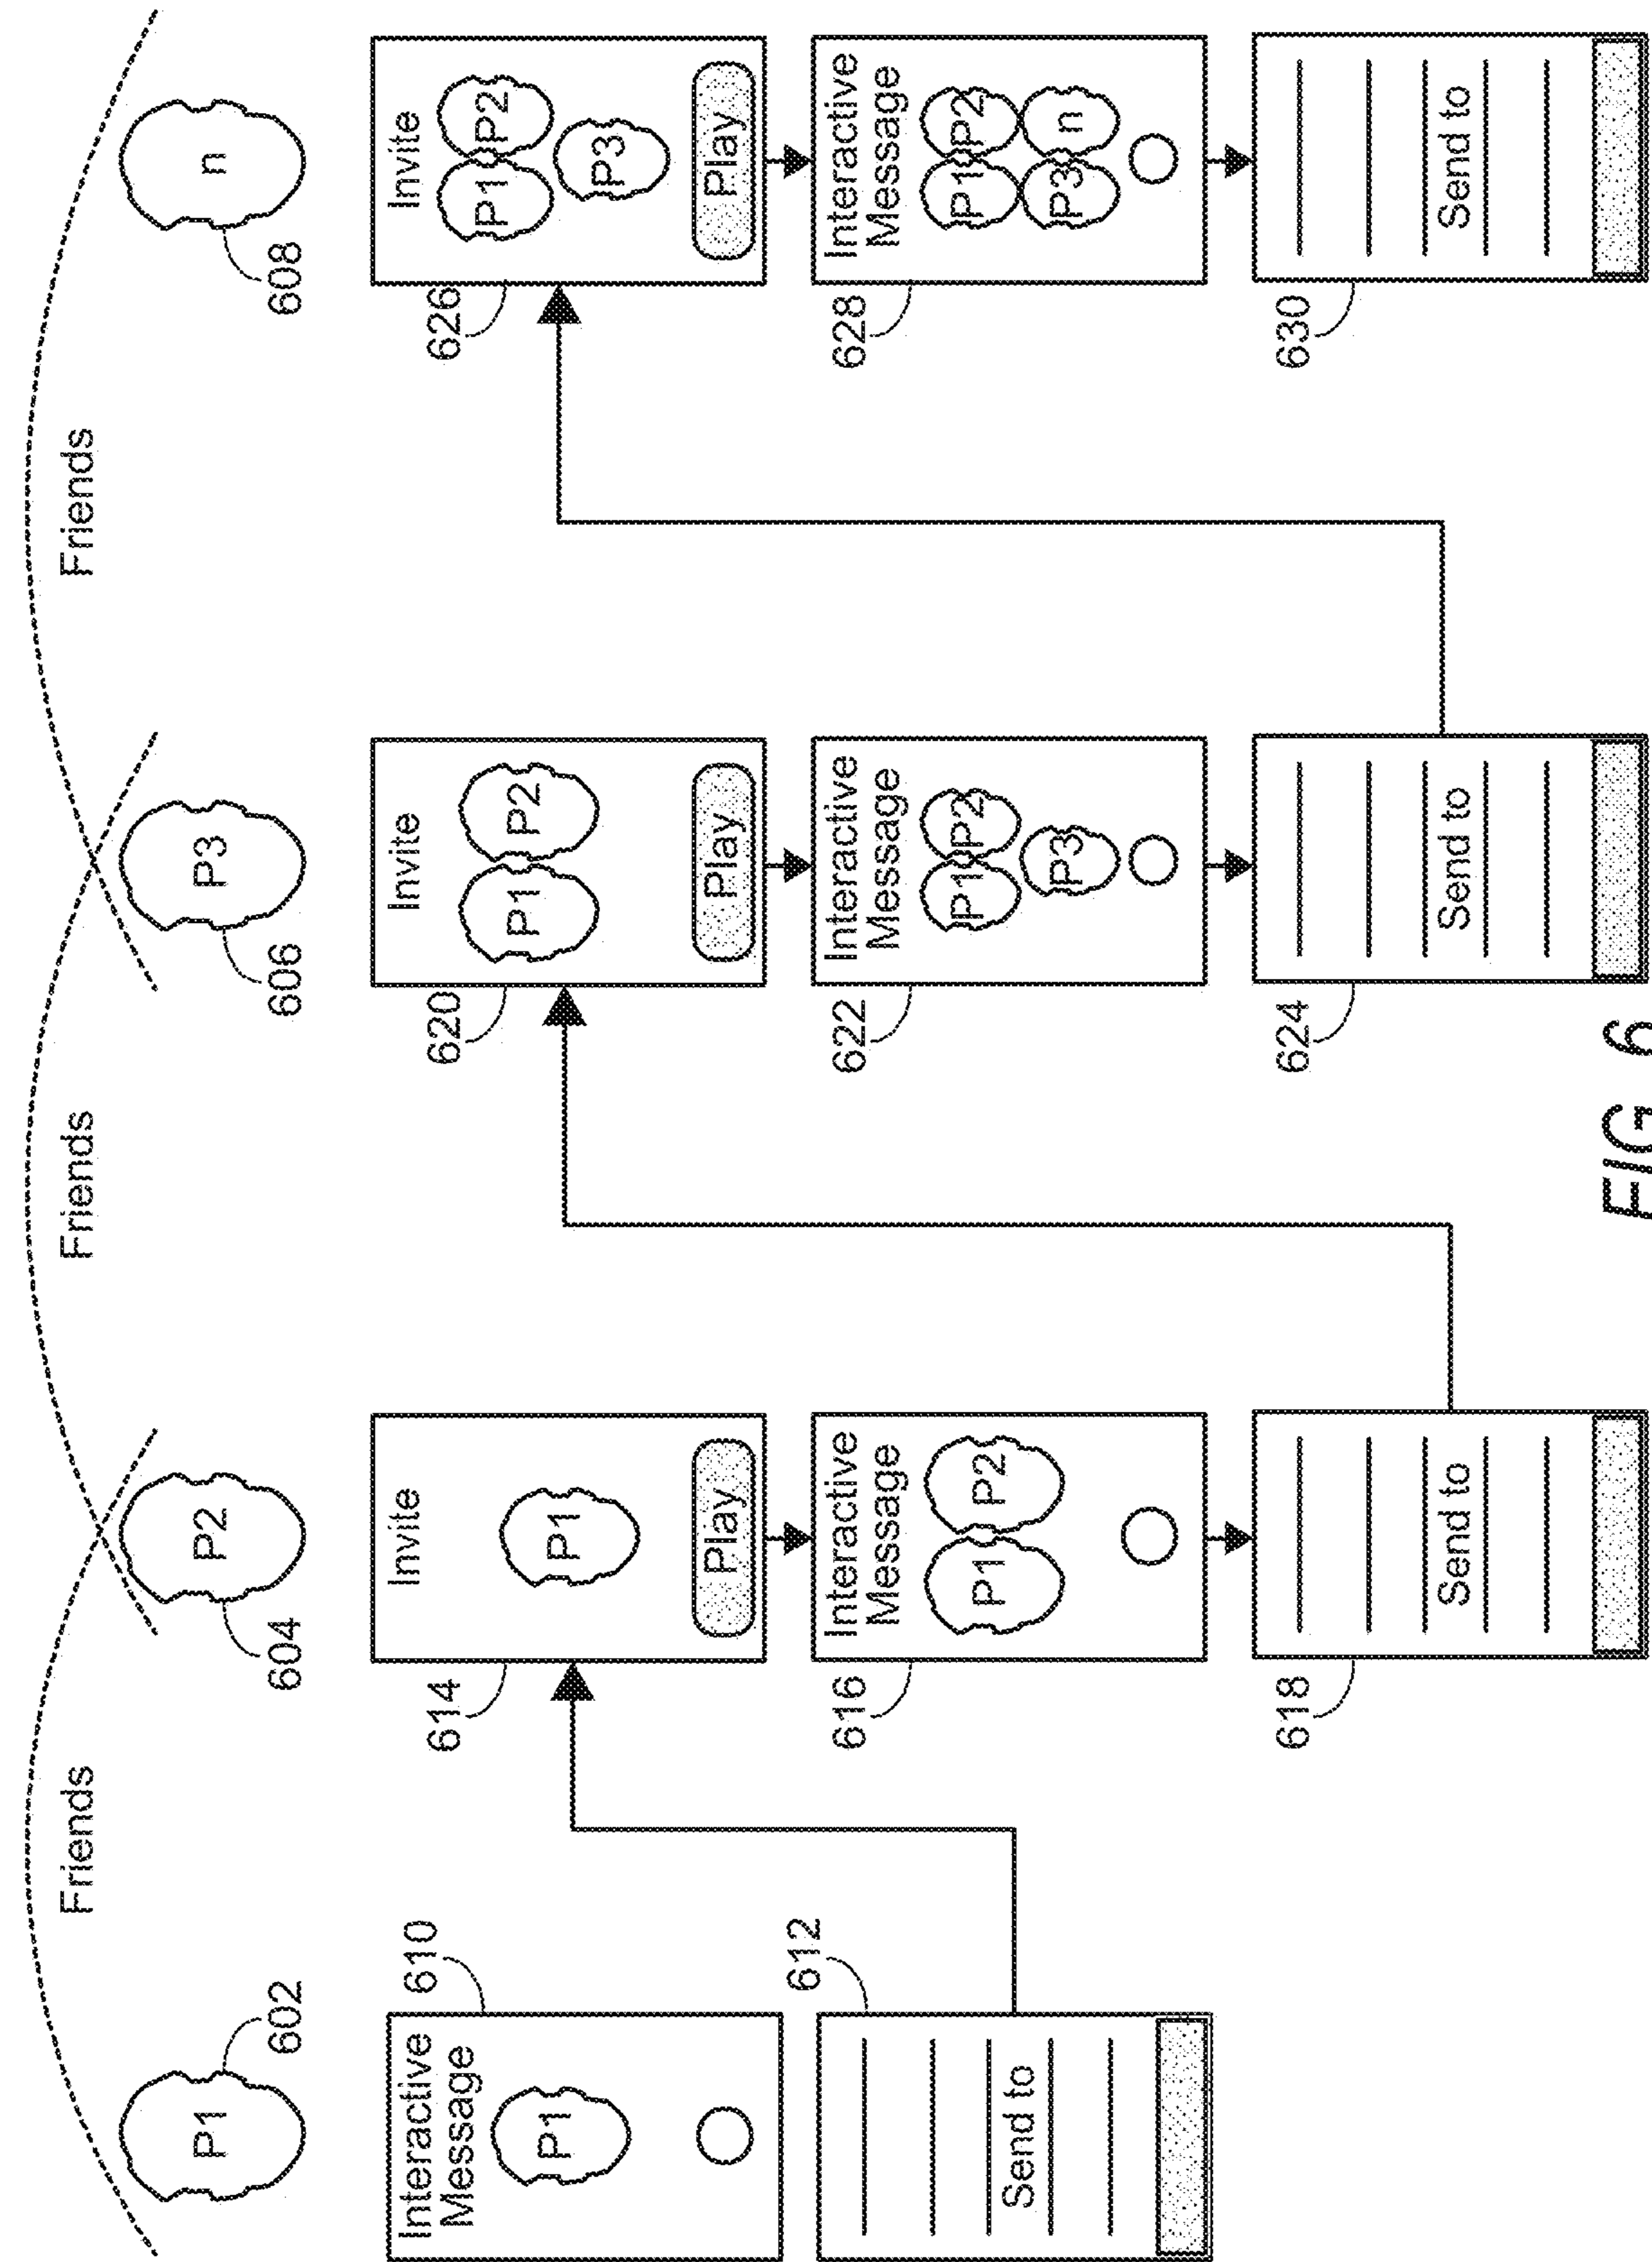 Friends
Friends
Friends
P1
602
P2
604
P3
606
n
608
Interactive
Message
P1
610
Send to
612
Invite
P1
Play
614
Interactive
Message
P1 P2
616
Send to
618
Invite
P1 P2
Play
620
Interactive
Message
P1 P2
P3
622
Send to
624
Invite
P1 P2
P3
Play
626
Interactive
Message
P1 P2
P3 n
628
Send to
630
FIG. 6